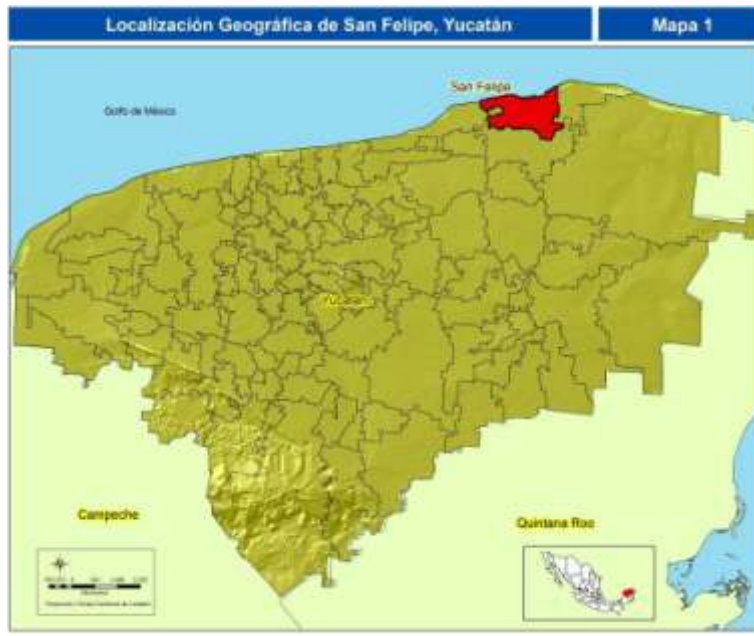 Localización Geográfica de San Felipe, Yucatán
Mapa 1
San Felipe
Golfo de México
Yucatán
Campeche
Quintana Roo